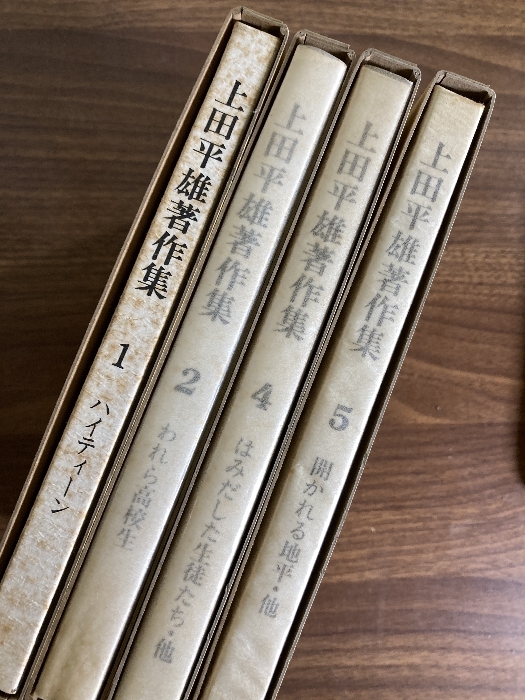 上田平雄著作集 1 ハイティーン
上田平雄著作集 2 われら高校生
上田平雄著作集 4 はみだした生徒たち・他
上田平雄著作集 5 開かれる地平・他